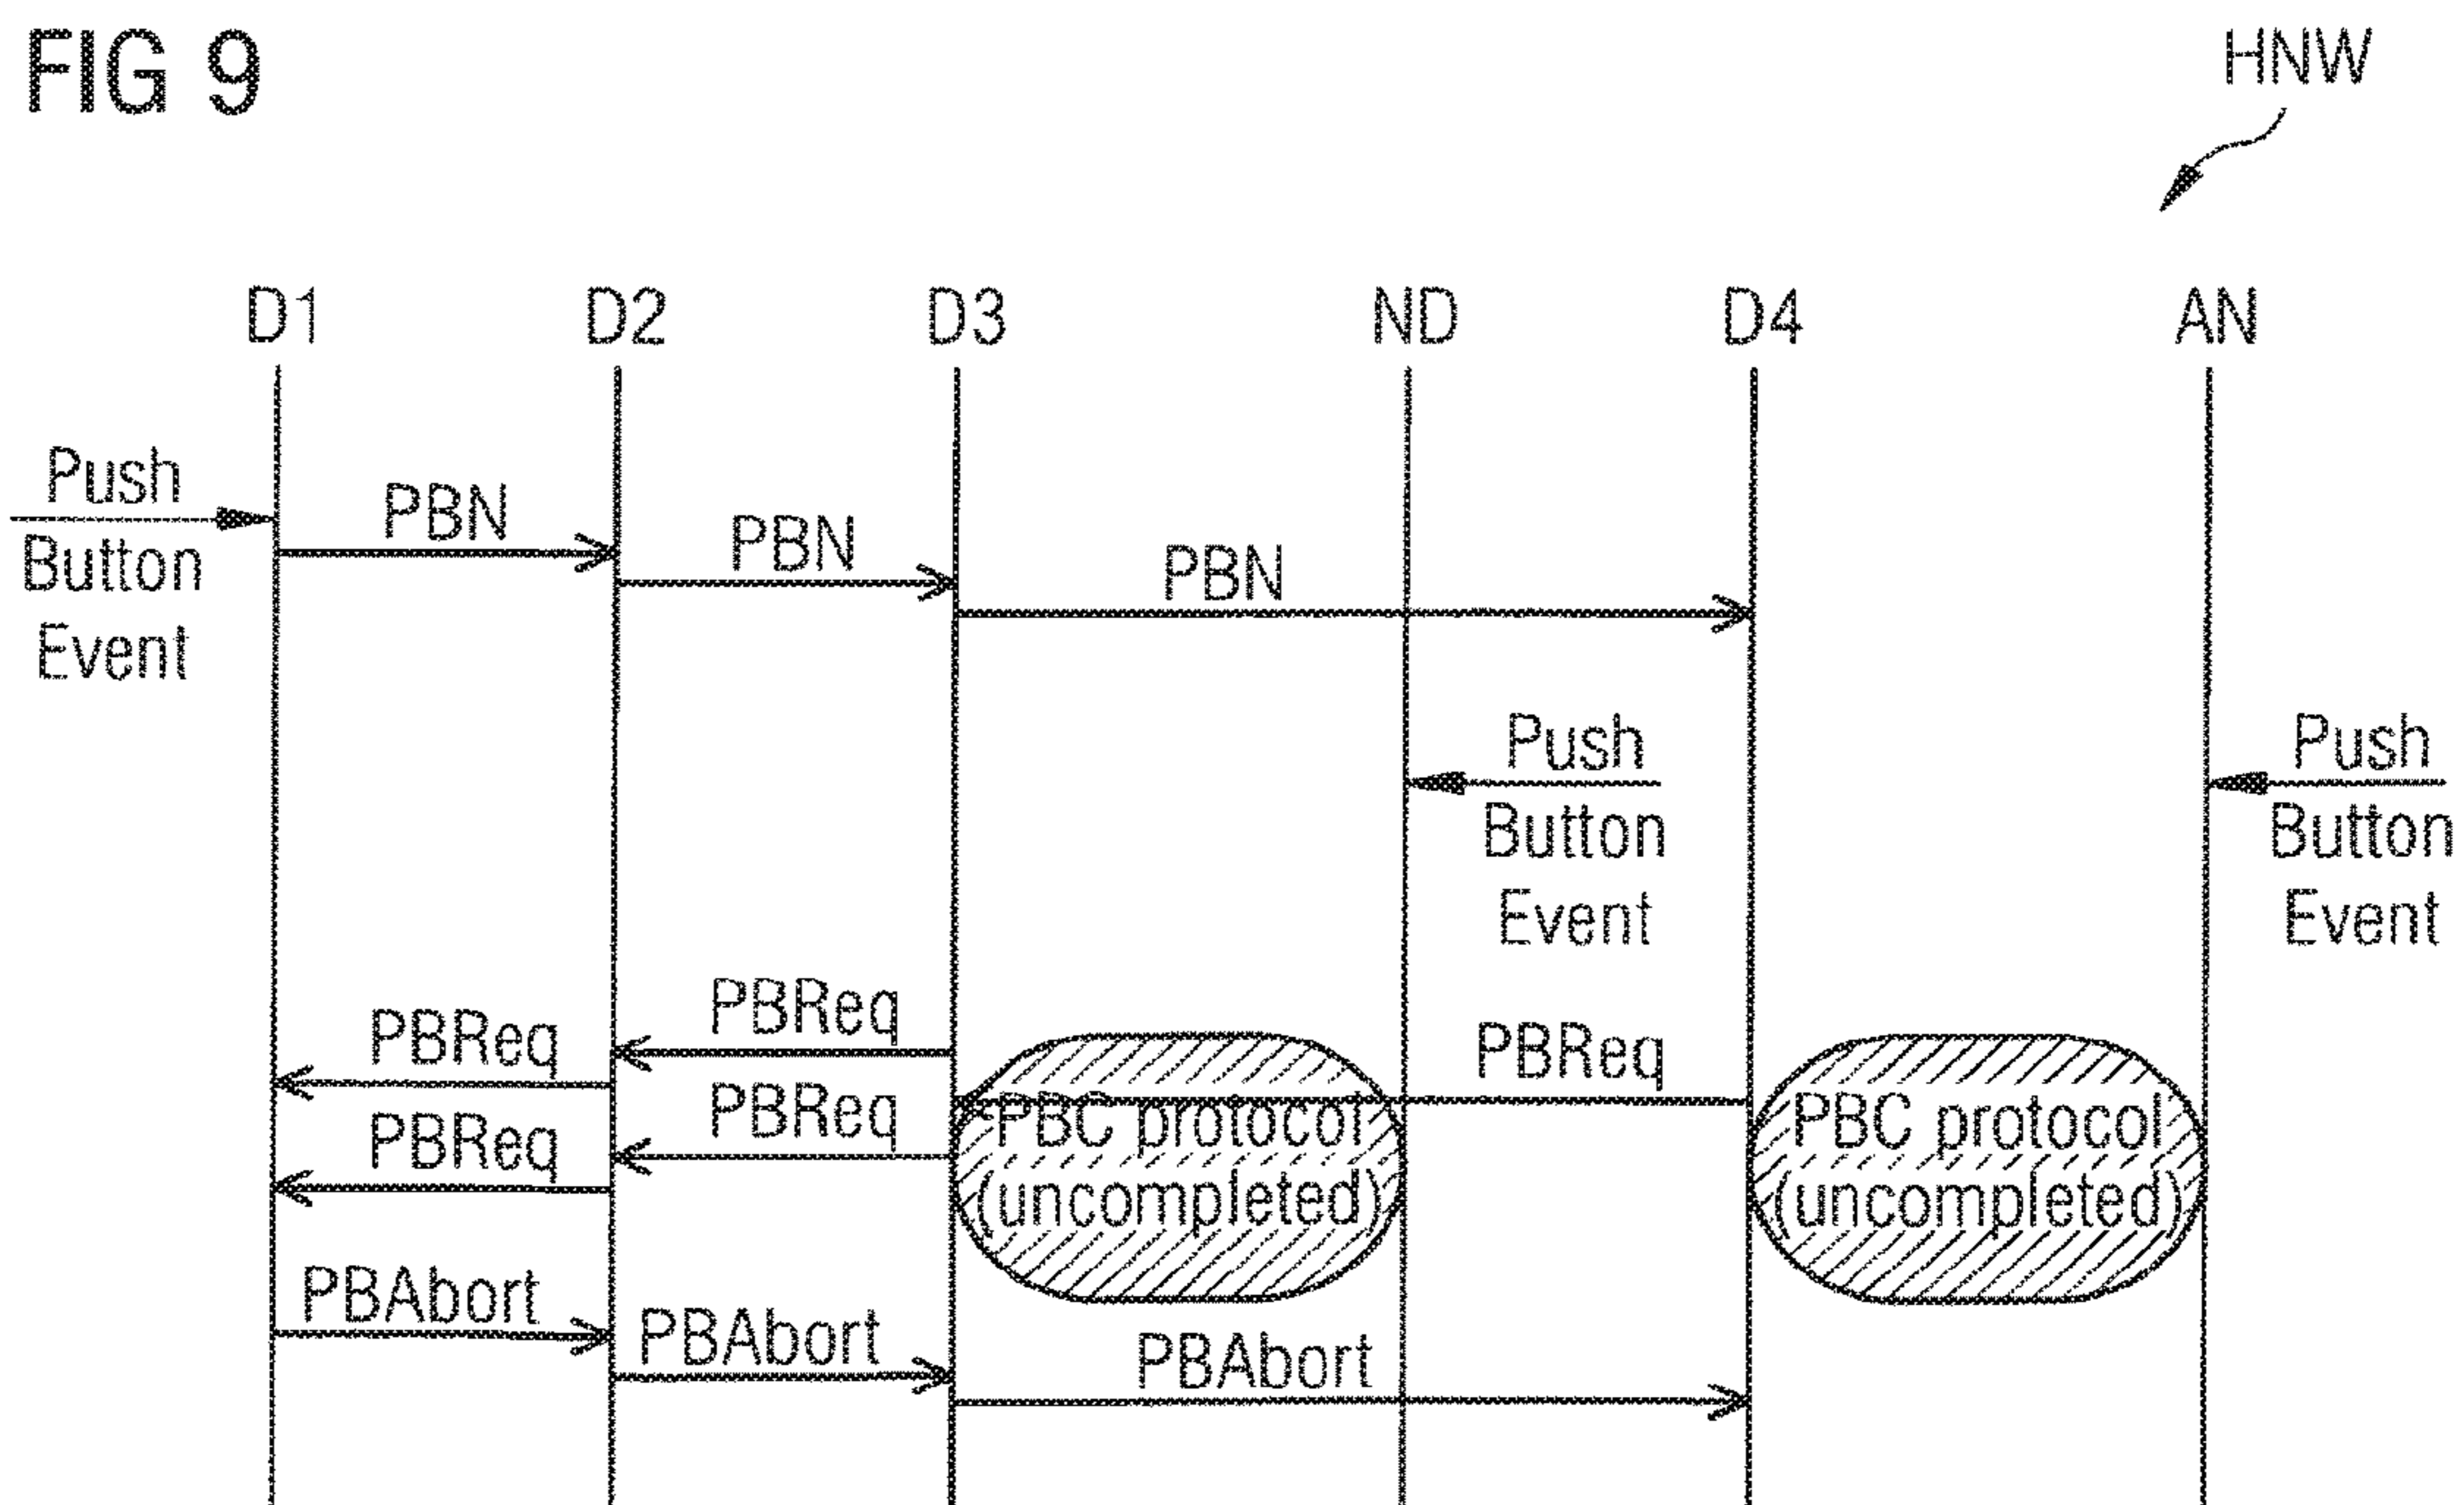 FIG 9
HNW
D1
D2
D3
ND
D4
AN
Push
Button
Event
PBN
PBN
PBN
Push
Button
Event
Push
Button
Event
PBReq
PBReq
PBReq
PBReq
PBReq
PBC protocol
(uncompleted)
PBC protocol
(uncompleted)
PBAbort
PBAbort
PBAbort